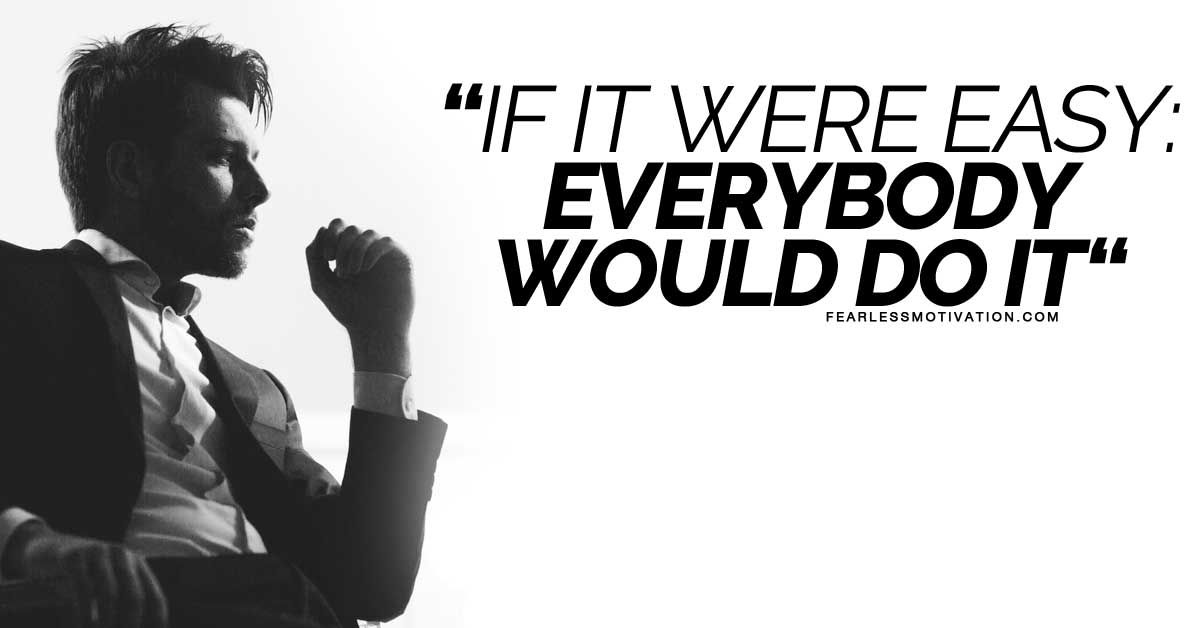 “IF IT WERE EASY:
EVERYBODY
WOULD DO IT“
FEARLESSMOTIVATION.COM